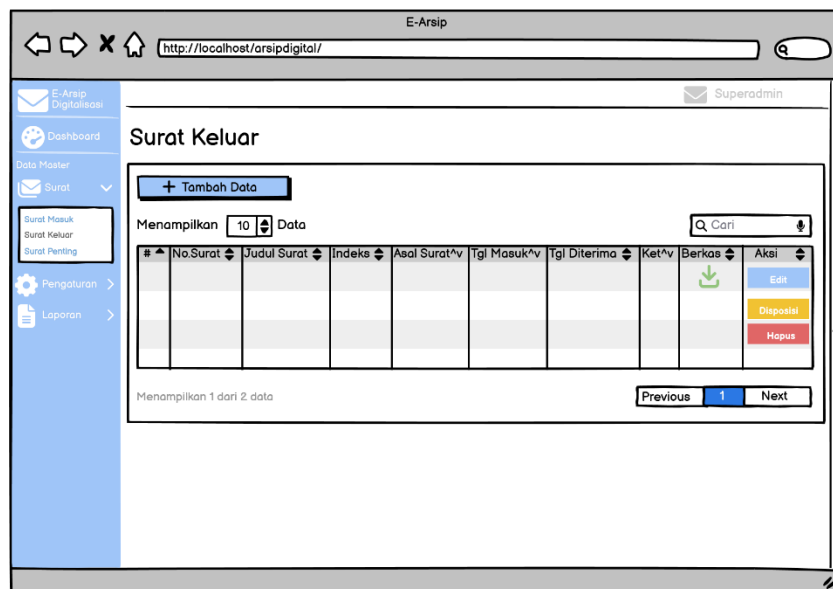 E-Arsip
http://localhost/arsipdigital/
E-Arsip
Digitalisasi
Superadmin
Dashboard
Surat Keluar
Data Master
Surat
+ Tambah Data
Surat Masuk
Surat Keluar
Surat Penting
Menampilkan 10 Data
Cari
# No.Surat Judul Surat Indeks Asal Surat^v Tgl Masuk^v Tgl Diterima Ket^v Berkas Aksi
Pengaturan
Edit
Laporan
Disposisi
Hapus
Menampilkan 1 dari 2 data
Previous 1 Next